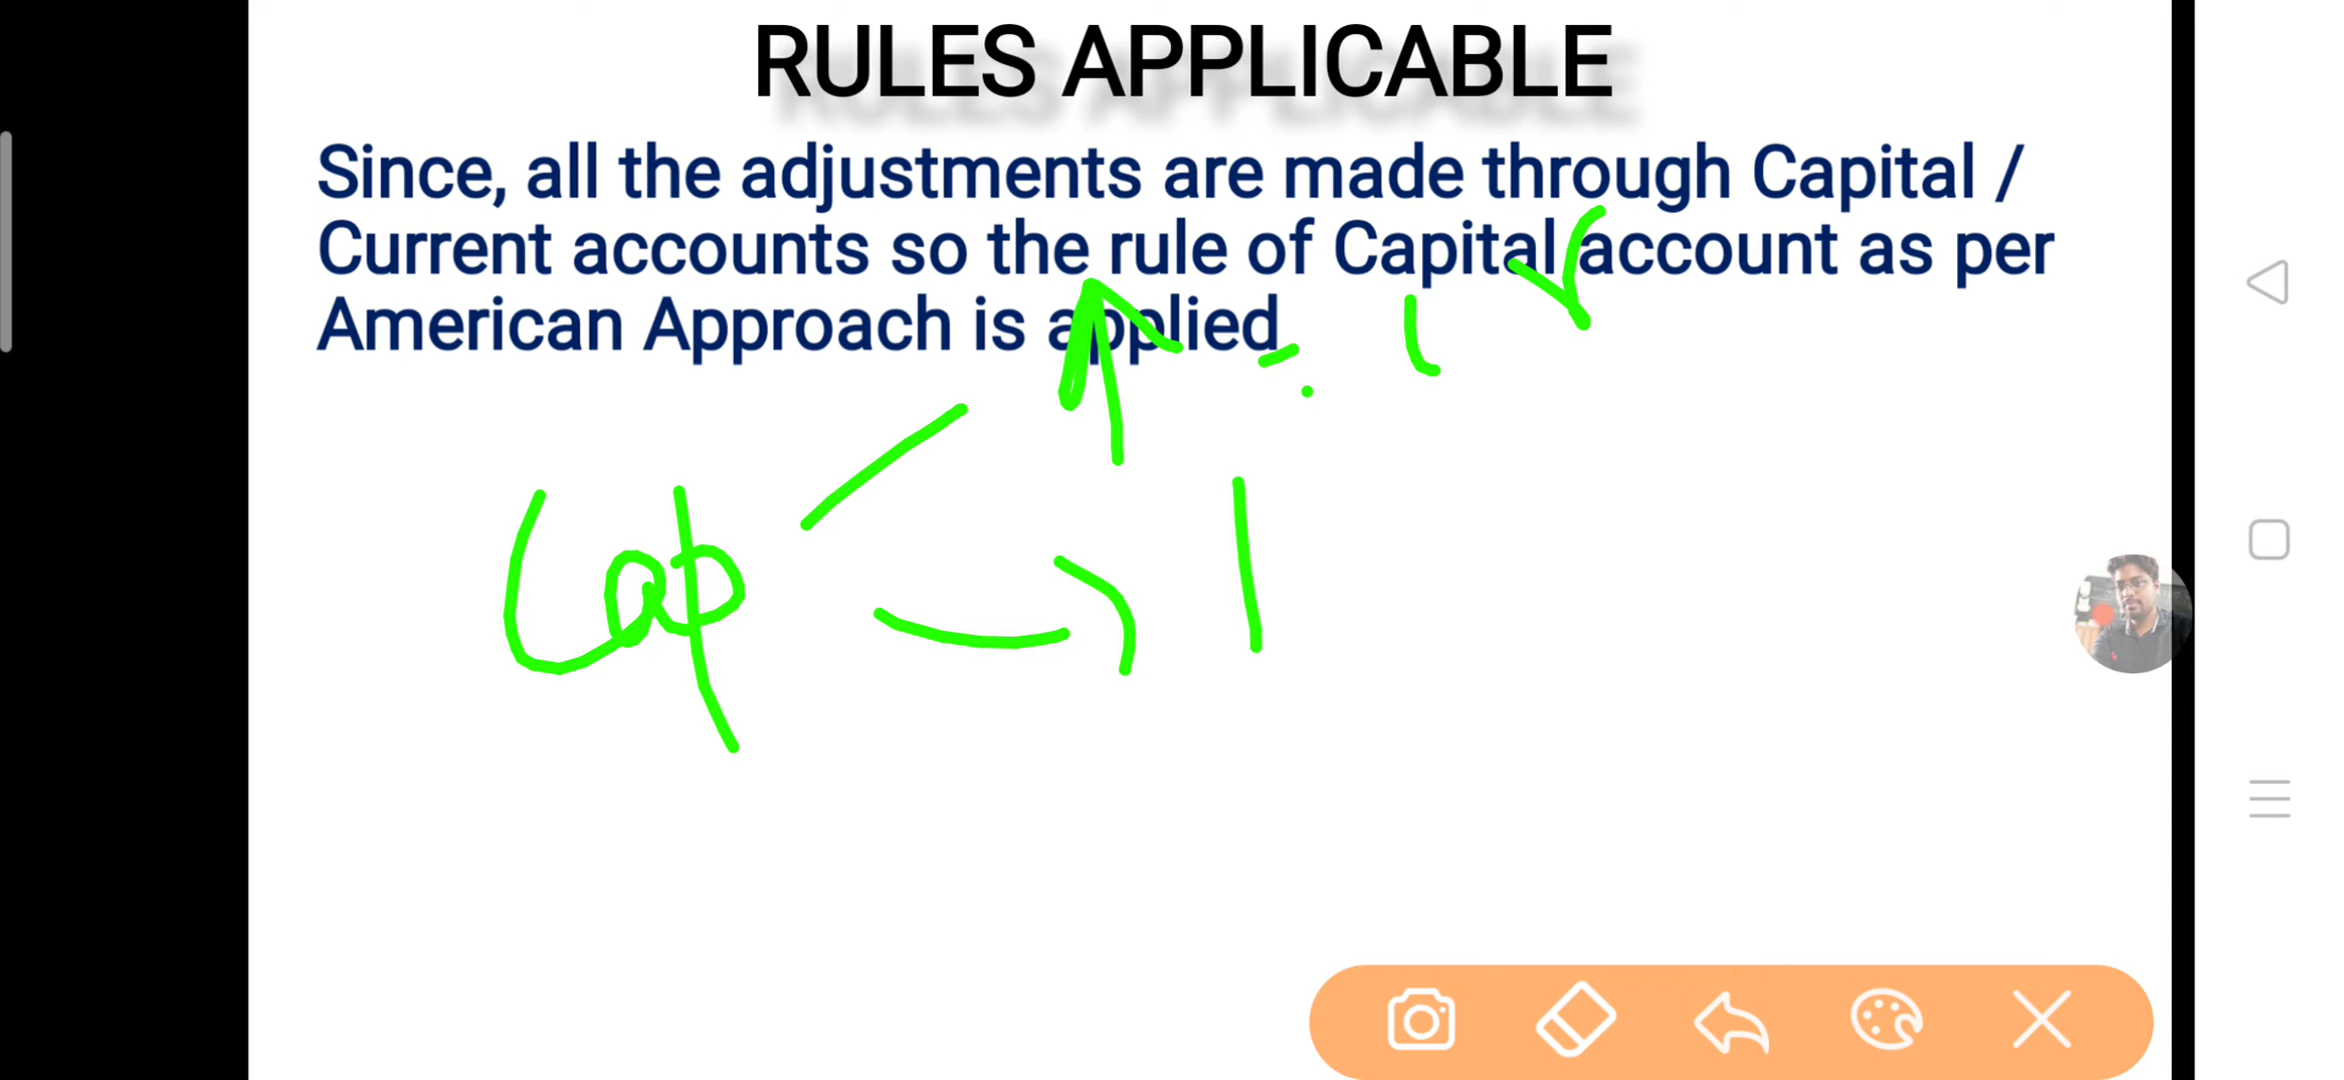 RULES APPLICABLE
Since, all the adjustments are made through Capital /
Current accounts so the rule of Capital account as per
American Approach is applied.
Cap